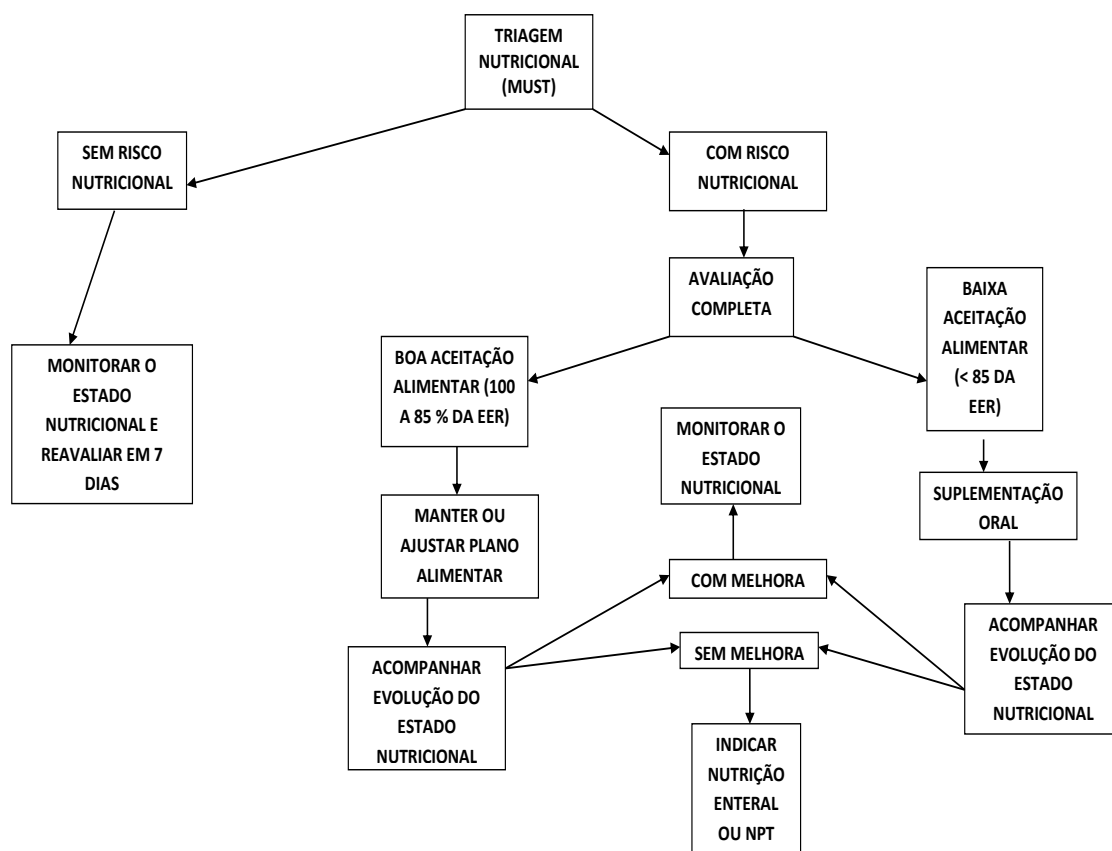 TRIAGEM
NUTRICIONAL
(MUST)
SEM RISCO
NUTRICIONAL
COM RISCO
NUTRICIONAL
MONITORAR O
ESTADO
NUTRICIONAL E
REAVALIAR EM 7
DIAS
AVALIAÇÃO
COMPLETA
BOA ACEITAÇÃO
ALIMENTAR (100
A 85 % DA EER)
BAIXA
ACEITAÇÃO
ALIMENTAR
(< 85 DA
EER)
MANTER OU
AJUSTAR PLANO
ALIMENTAR
MONITORAR O
ESTADO
NUTRICIONAL
SUPLEMENTAÇÃO
ORAL
COM MELHORA
SEM MELHORA
ACOMPANHAR
EVOLUÇÃO DO
ESTADO
NUTRICIONAL
ACOMPANHAR
EVOLUÇÃO DO
ESTADO
NUTRICIONAL
INDICAR
NUTRIÇÃO
ENTERAL
OU NPT